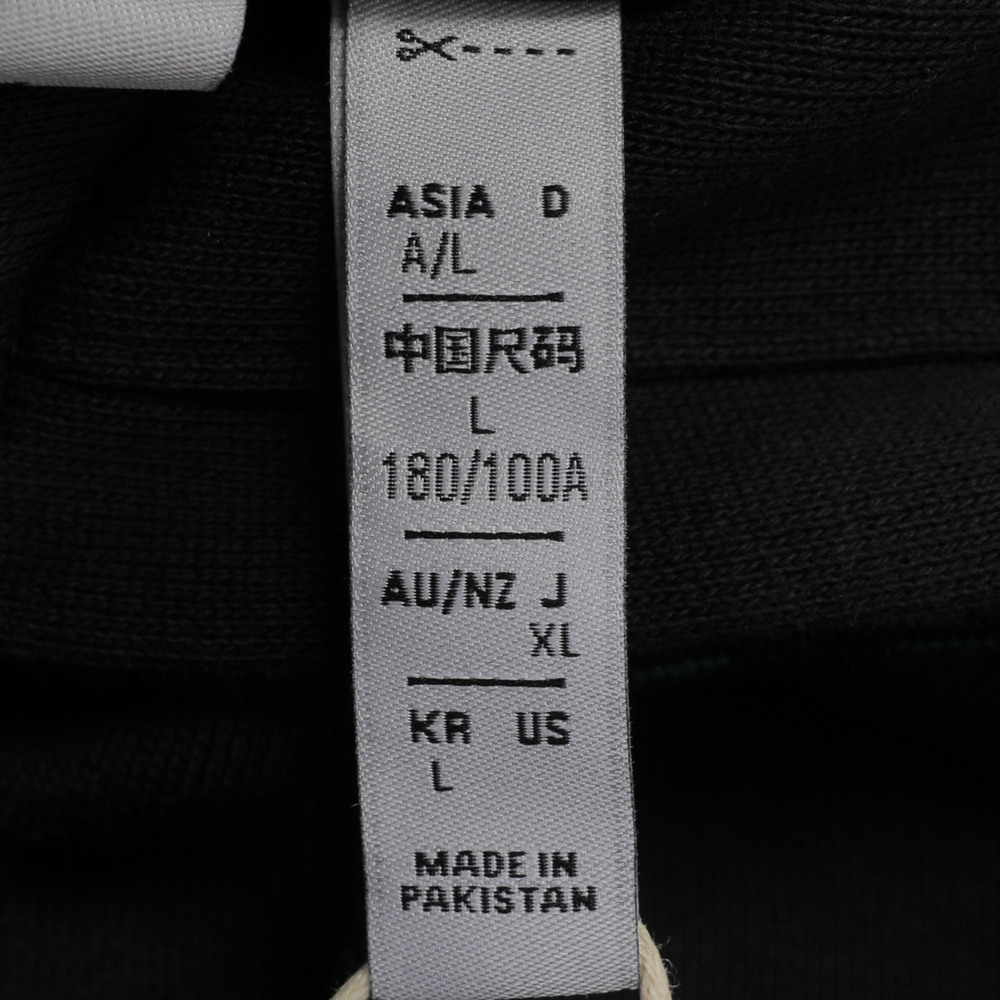 ASIA D
A/L
中国尺码
L
180/100A
AU/NZ J
XL
KR US
L
MADE IN
PAKISTAN